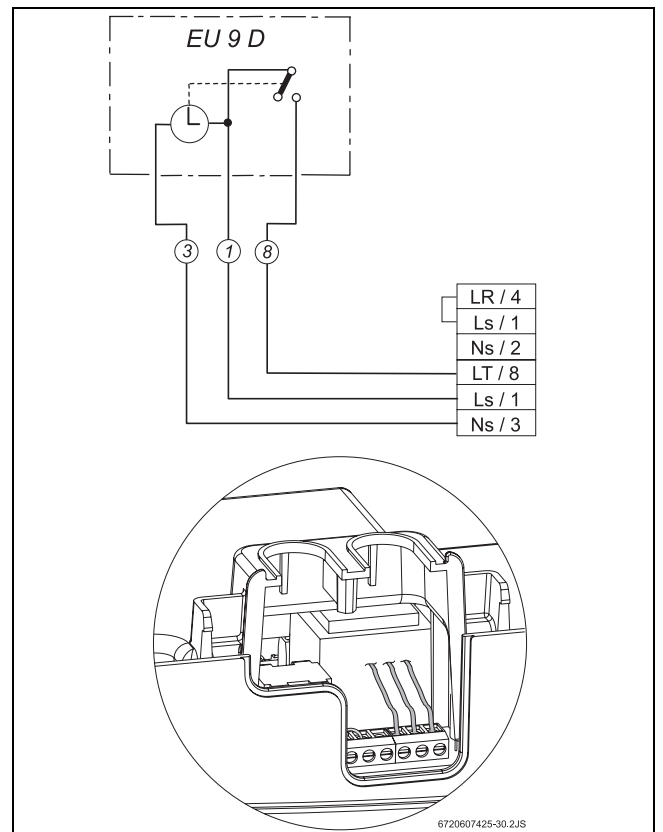 EU 9 D
3 1 8
LR / 4
Ls / 1
Ns / 2
LT / 8
Ls / 1
Ns / 3
6720607425-30.2JS